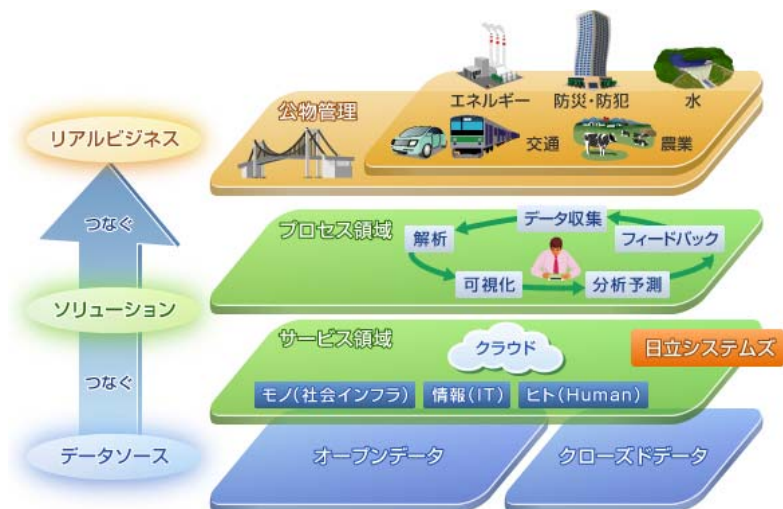 エネルギー
防災・防犯
水
公物管理
交通
農業
リアルビジネス
つなぐ
プロセス領域
データ収集
解析
フィードバック
可視化
分析予測
ソリューション
サービス領域
クラウド
日立システムズ
つなぐ
モノ(社会インフラ)
情報(IT)
ヒト(Human)
データソース
オープンデータ
クローズドデータ